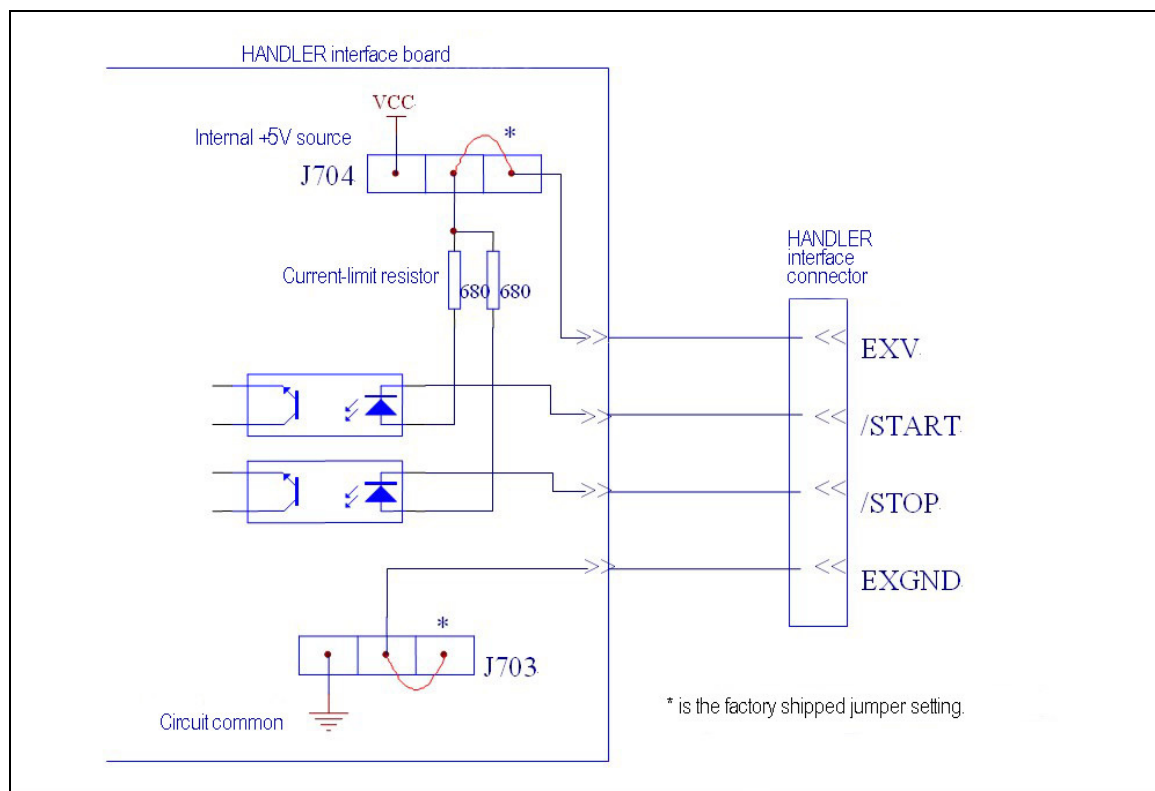 HANDLER interface board
VCC
*
Internal +5V source
J704
HANDLER
interface
connector
Current-limit resistor
680 680
EXV
/START
/STOP
EXGND
*
J703
* is the factory shipped jumper setting.
Circuit common